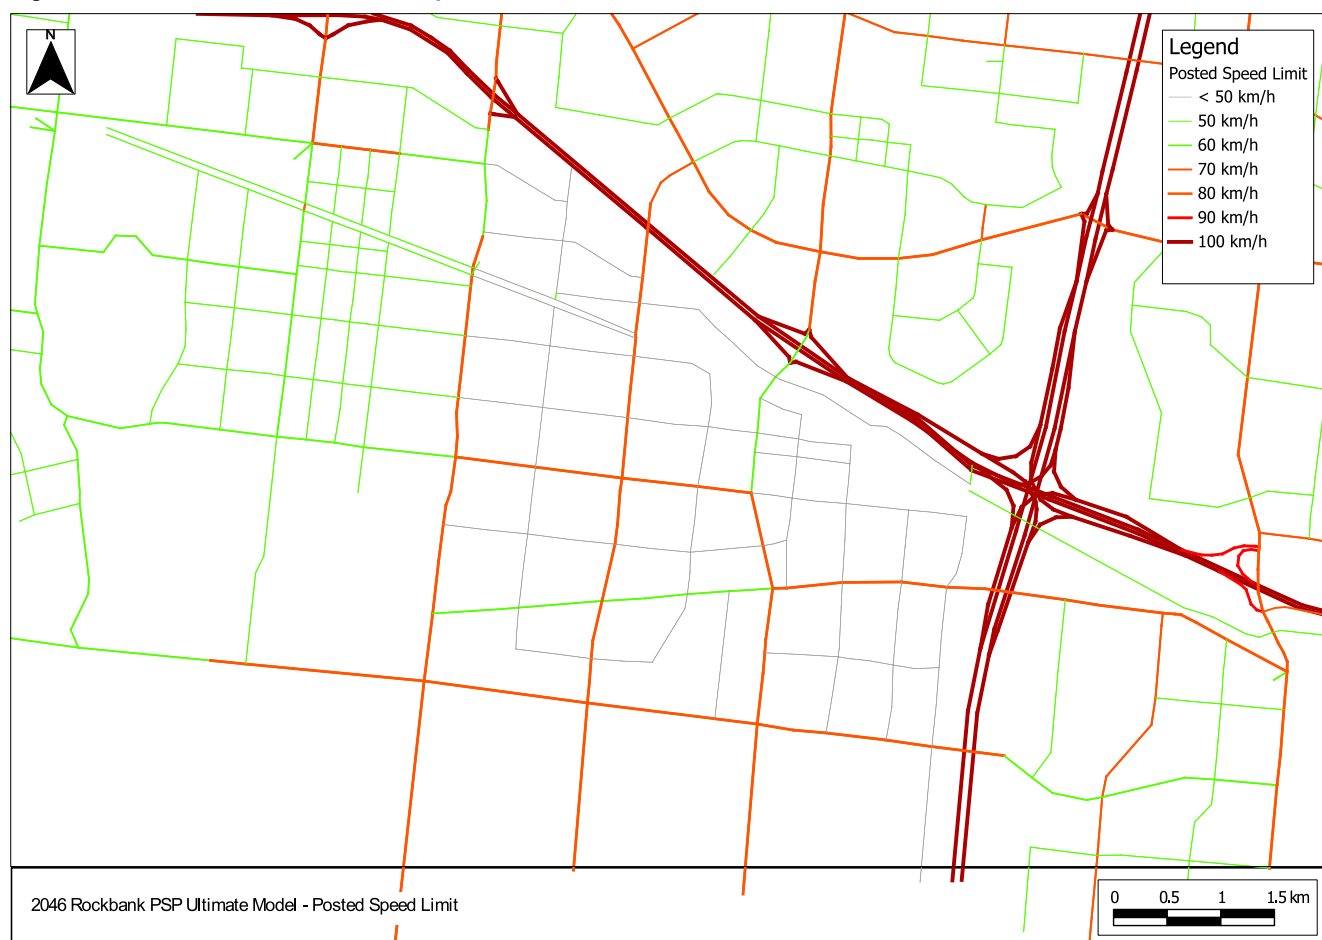 N
Legend
Posted Speed Limit
< 50 km/h
50 km/h
60 km/h
70 km/h
80 km/h
90 km/h
100 km/h
2046 Rockbank PSP Ultimate Model - Posted Speed Limit
0 0.5 1 1.5 km